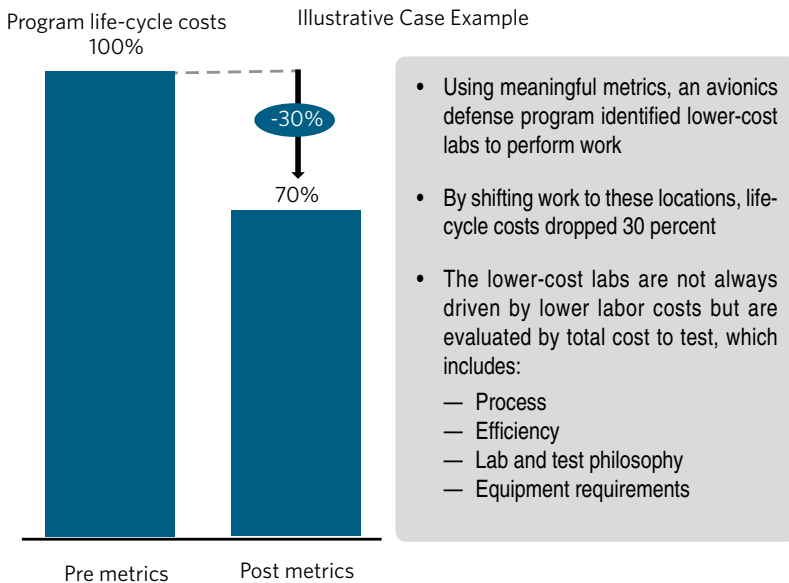 Illustrative Case Example
Program life-cycle costs
100%
-30%
70%
Pre metrics
Post metrics
• Using meaningful metrics, an avionics
defense program identified lower-cost
labs to perform work
• By shifting work to these locations, life-
cycle costs dropped 30 percent
• The lower-cost labs are not always
driven by lower labor costs but are
evaluated by total cost to test, which
includes:
— Process
— Efficiency
— Lab and test philosophy
— Equipment requirements